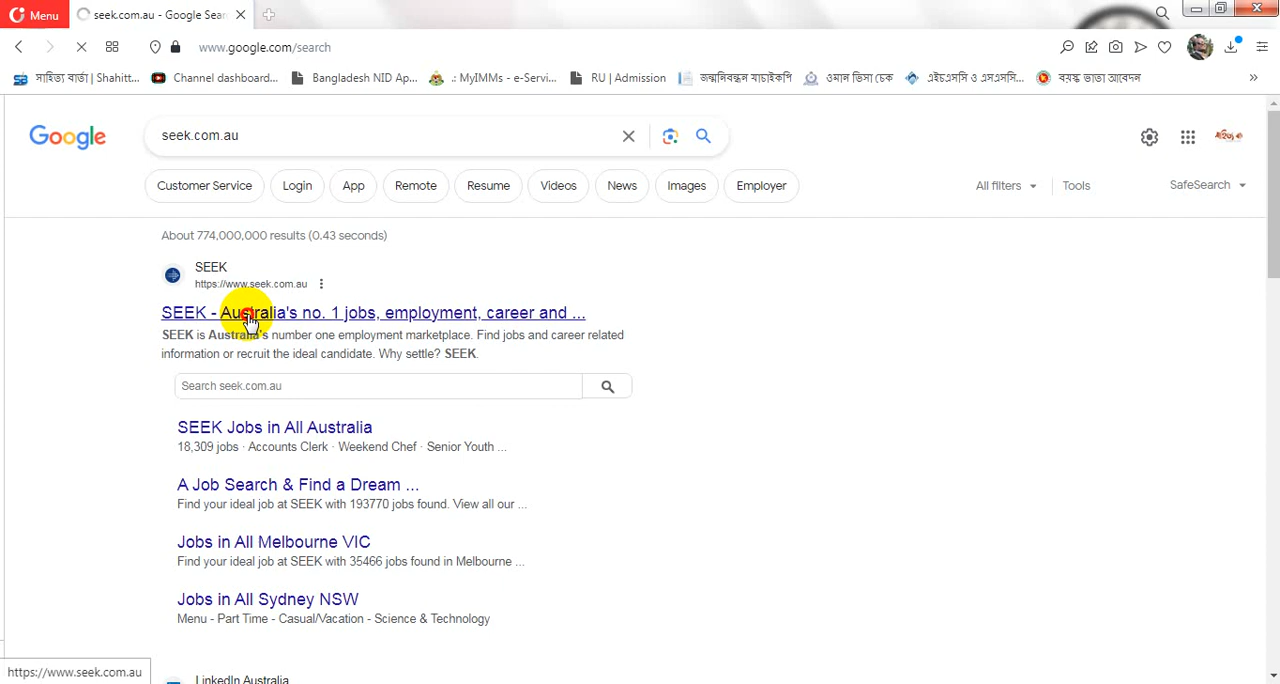 Menu
seek.com.au - Google Sear
www.google.com/search
সাহিত্য বার্তা | Shahitt...
Channel dashboard...
Bangladesh NID Ap...
.: MyIMMs - e-Servi...
RU | Admission
জন্মনিবন্ধন যাচাইকপি
ওমান ভিসা চেক
এইচএসসি ও এসএসসি...
বয়স্ক ভাতা আবেদন
Google
seek.com.au
Customer Service
Login
App
Remote
Resume
Videos
News
Images
Employer
All filters
Tools
SafeSearch
About 774,000,000 results (0.43 seconds)
SEEK
https://www.seek.com.au
SEEK - Australia's no. 1 jobs, employment, career and ...
SEEK is Australia's number one employment marketplace. Find jobs and career related
information or recruit the ideal candidate. Why settle? SEEK.
Search seek.com.au
SEEK Jobs in All Australia
18,309 jobs · Accounts Clerk · Weekend Chef · Senior Youth ...
A Job Search & Find a Dream ...
Find your ideal job at SEEK with 193770 jobs found. View all our ...
Jobs in All Melbourne VIC
Find your ideal job at SEEK with 35466 jobs found in Melbourne ...
Jobs in All Sydney NSW
Menu - Part Time - Casual/Vacation - Science & Technology
https://www.seek.com.au
LinkedIn Australia